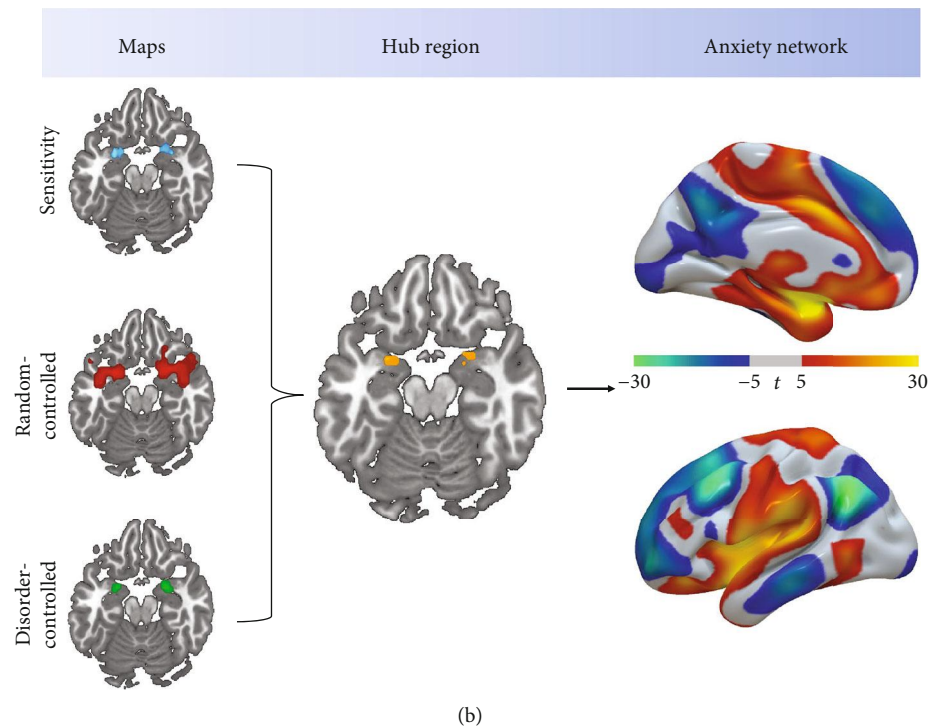 Maps
Hub region
Anxiety network
Sensitivity
Random-
controlled
Disorder-
controlled
−30
−5
t
5
30
(b)